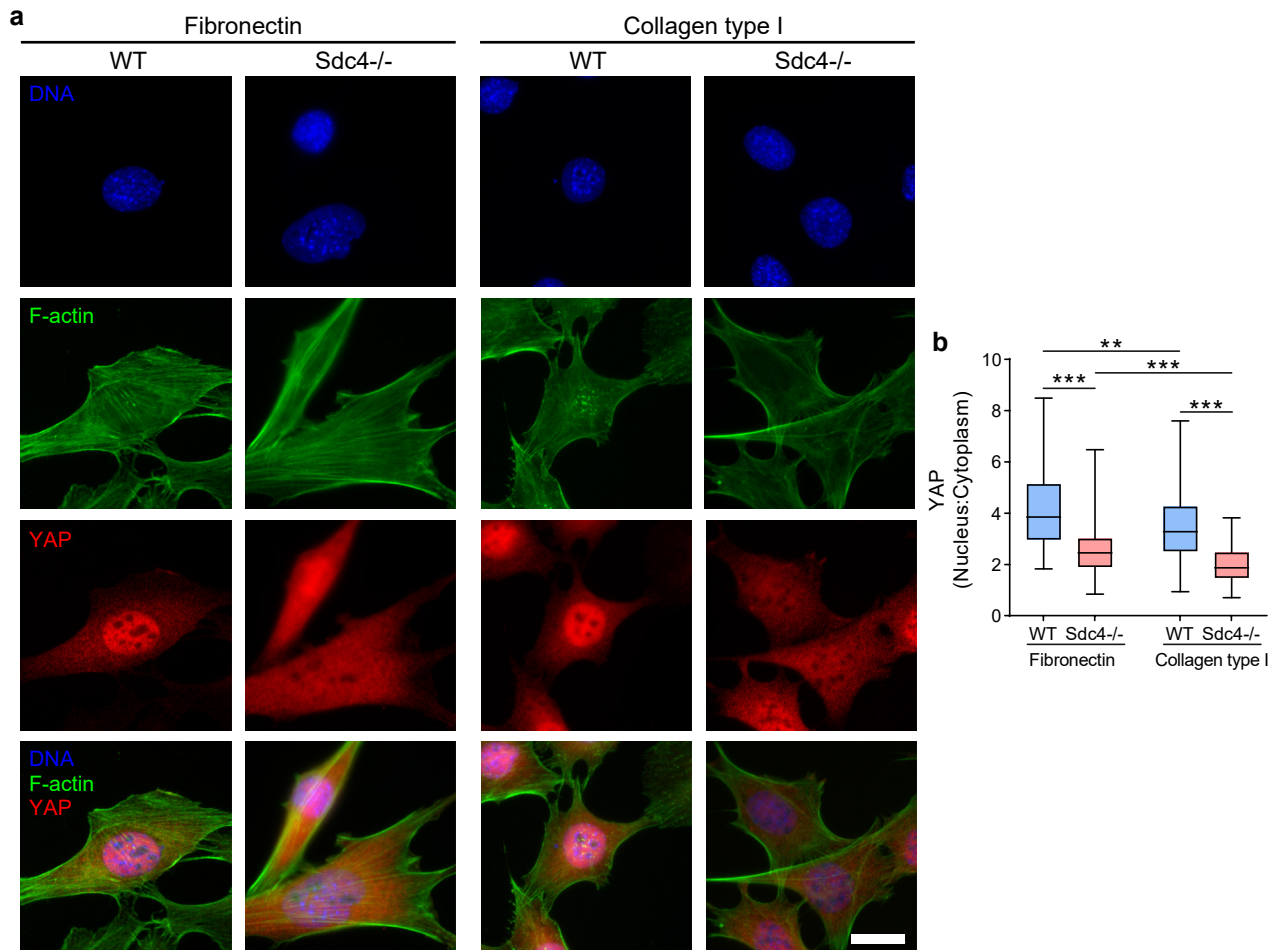 a
Fibronectin
Collagen type I
WT
Sdc4-/-
WT
Sdc4-/-
DNA
F-actin
YAP
DNA
F-actin
YAP
b
**
***
***
***
10
8
6
4
2
0
YAP
(Nucleus:Cytoplasm)
WT Sdc4-/-
WT Sdc4-/-
Fibronectin
Collagen type I